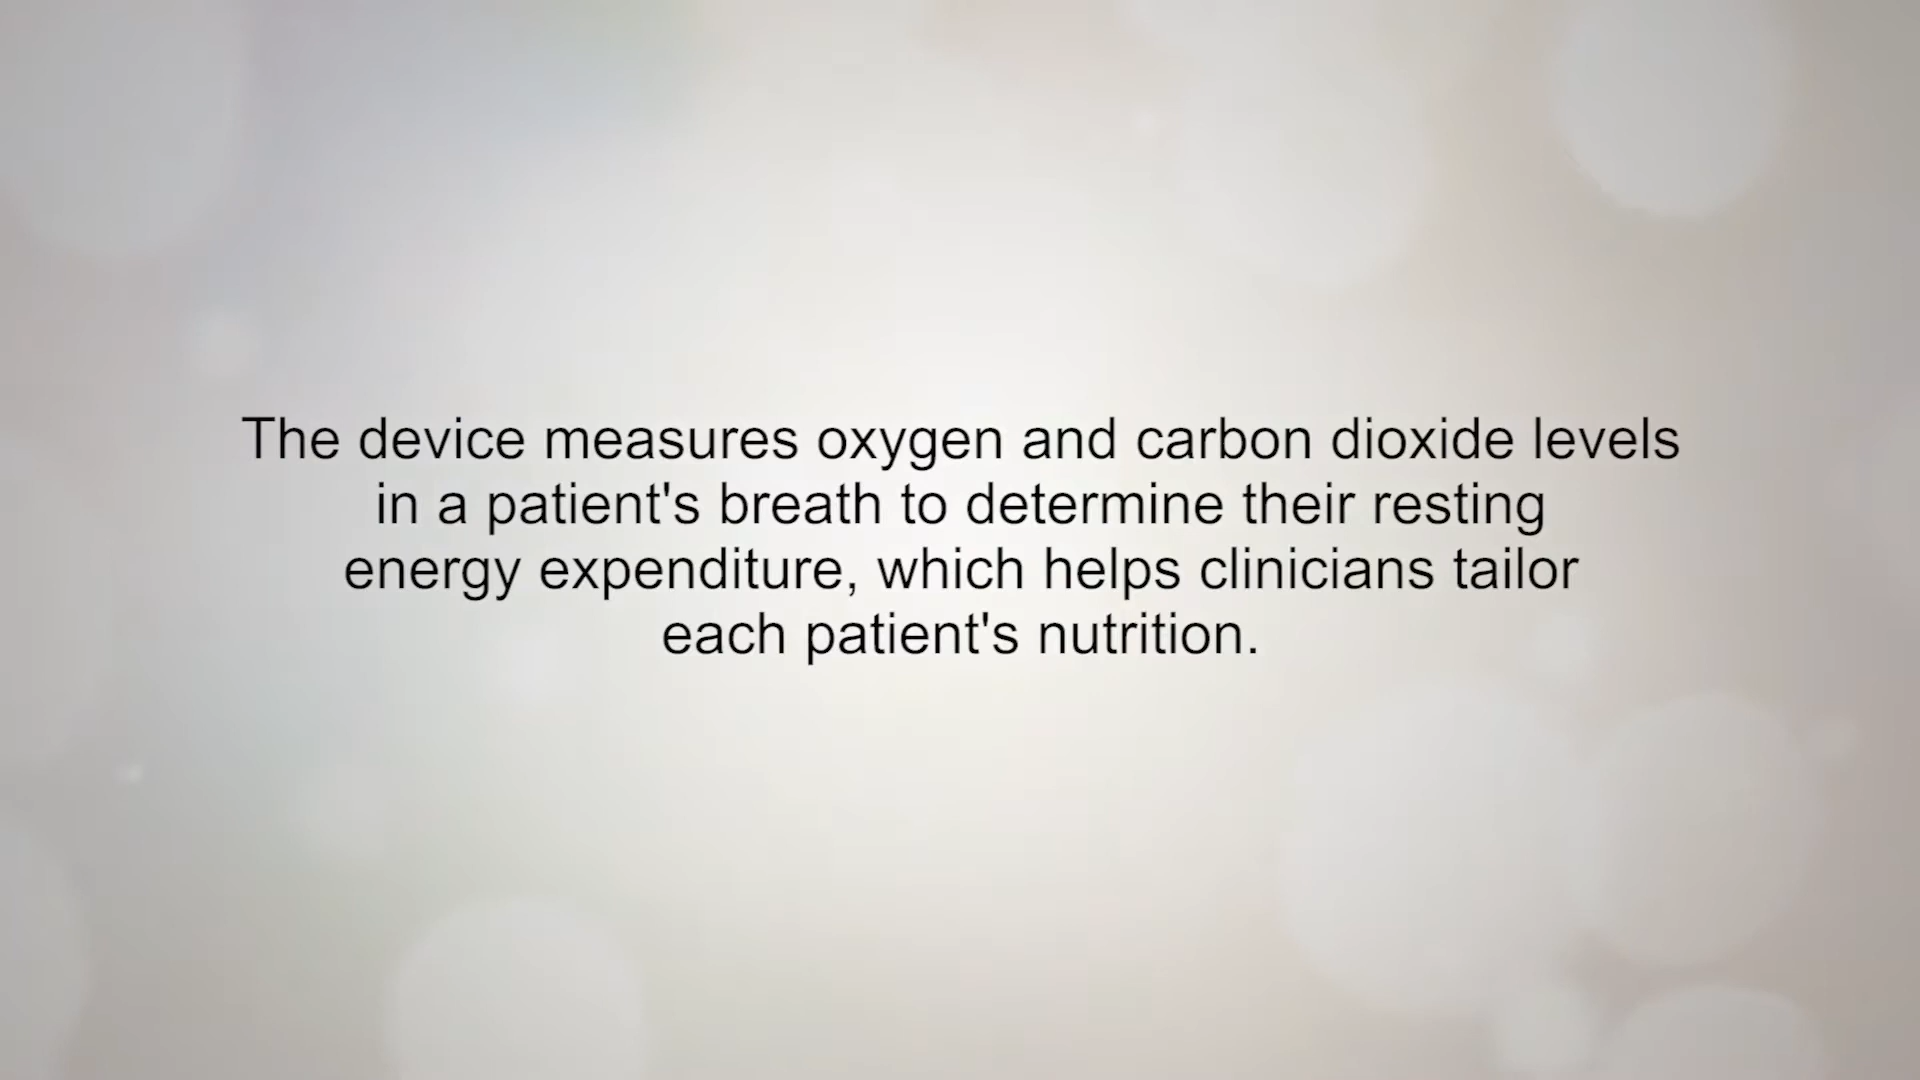 The device measures oxygen and carbon dioxide levels
in a patient's breath to determine their resting
energy expenditure, which helps clinicians tailor
each patient's nutrition.